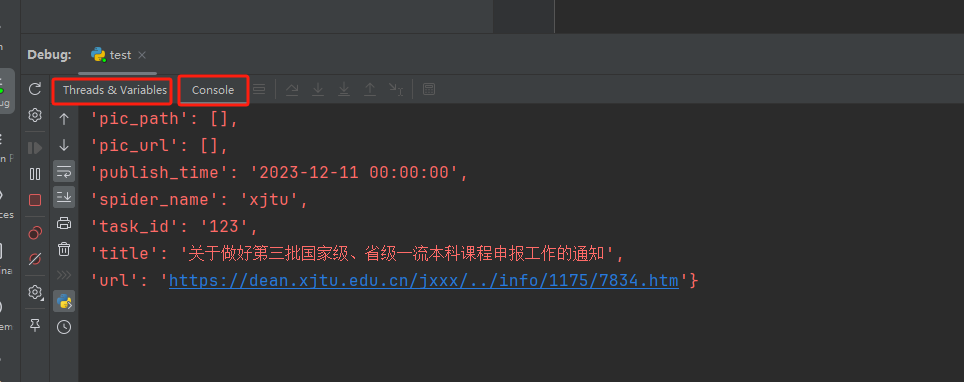 Debug: test
Threads & Variables Console
'pic_path': [],
'pic_url': [],
'publish_time': '2023-12-11 00:00:00',
'spider_name': 'xjtu',
'task_id': '123',
'title': '关于做好第三批国家级、省级一流本科课程申报工作的通知',
'url': 'https://dean.xjtu.edu.cn/jxxx/../info/1175/7834.htm'}